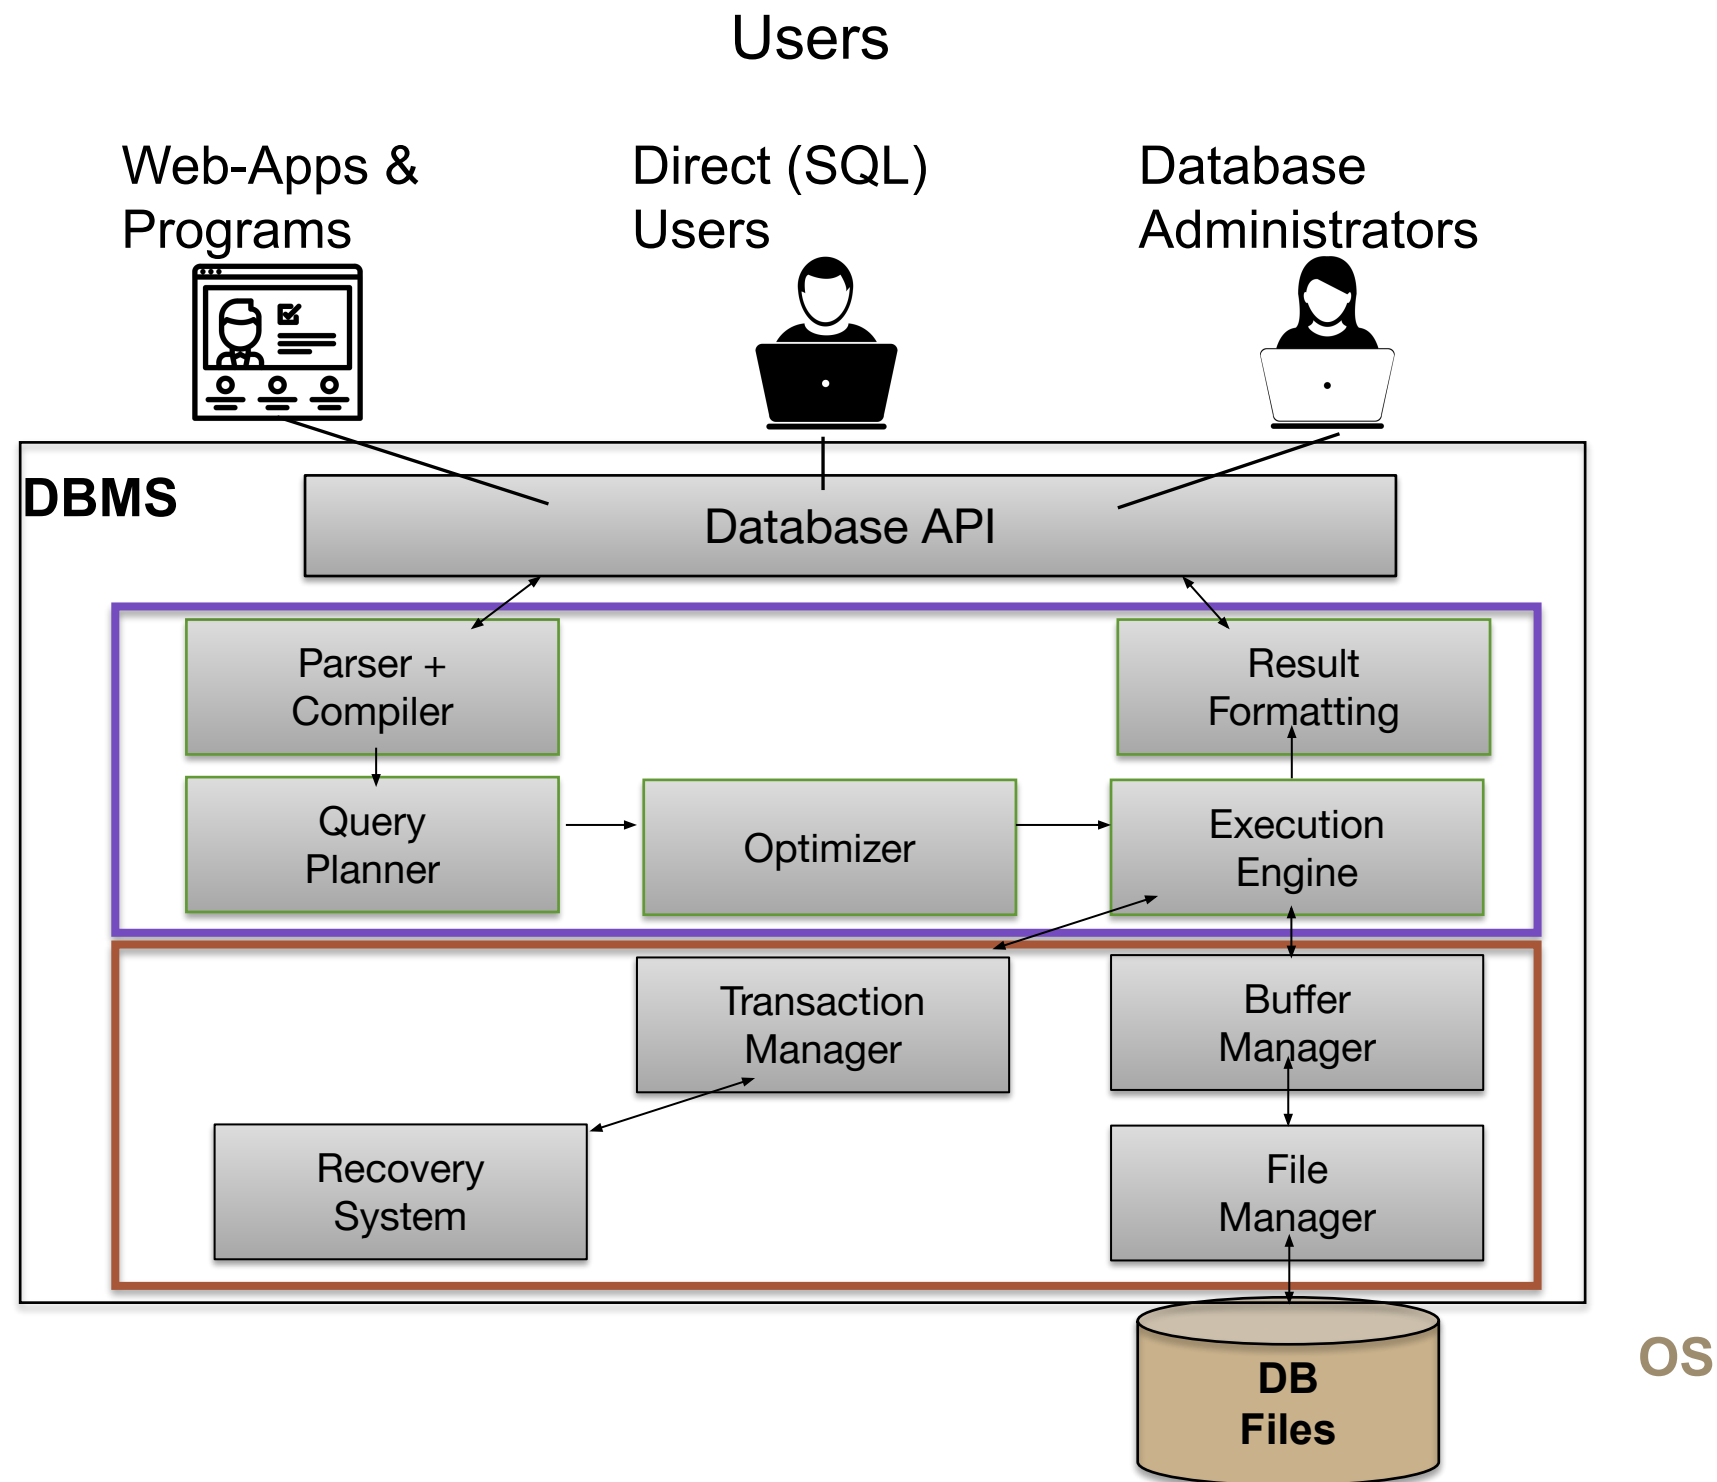 Users
Web-Apps &
Programs
Direct (SQL)
Users
Database
Administrators
DBMS
Database API
Parser +
Compiler
Result
Formatting
Query
Planner
Optimizer
Execution
Engine
Transaction
Manager
Buffer
Manager
Recovery
System
File
Manager
DB
Files
OS